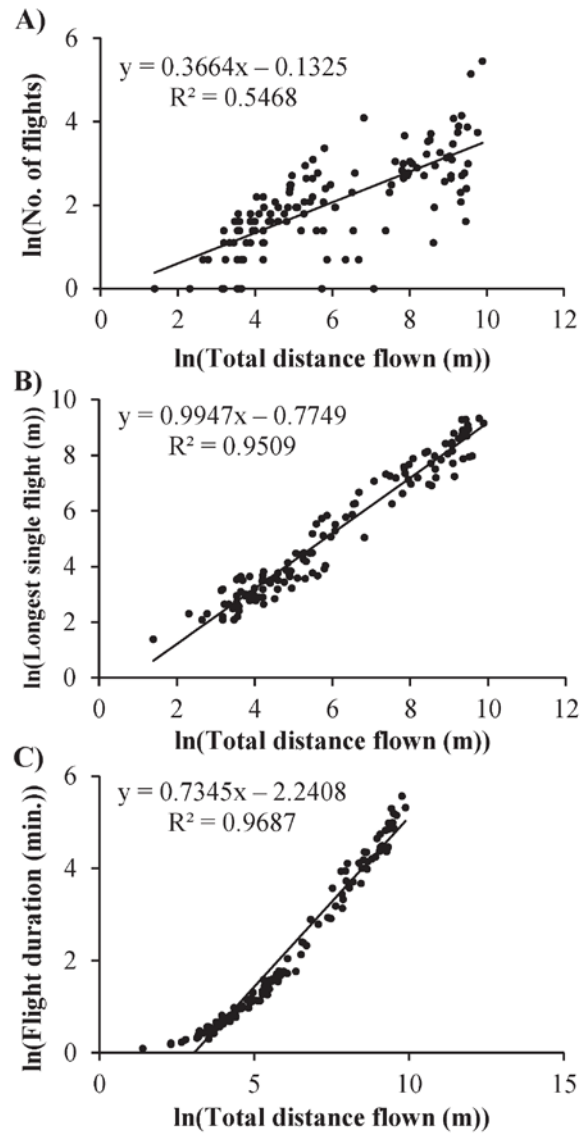 A)
y = 0.3664x – 0.1325
R² = 0.5468
ln(No. of flights)
6
4
2
0
0 2 4 6 8 10 12
ln(Total distance flown (m))
B)
y = 0.9947x – 0.7749
R² = 0.9509
ln(Longest single flight (m))
10
8
6
4
2
0
0 2 4 6 8 10 12
ln(Total distance flown (m))
C)
y = 0.7345x – 2.2408
R² = 0.9687
ln(Flight duration (min.))
6
4
2
0
0 5 10 15
ln(Total distance flown (m))